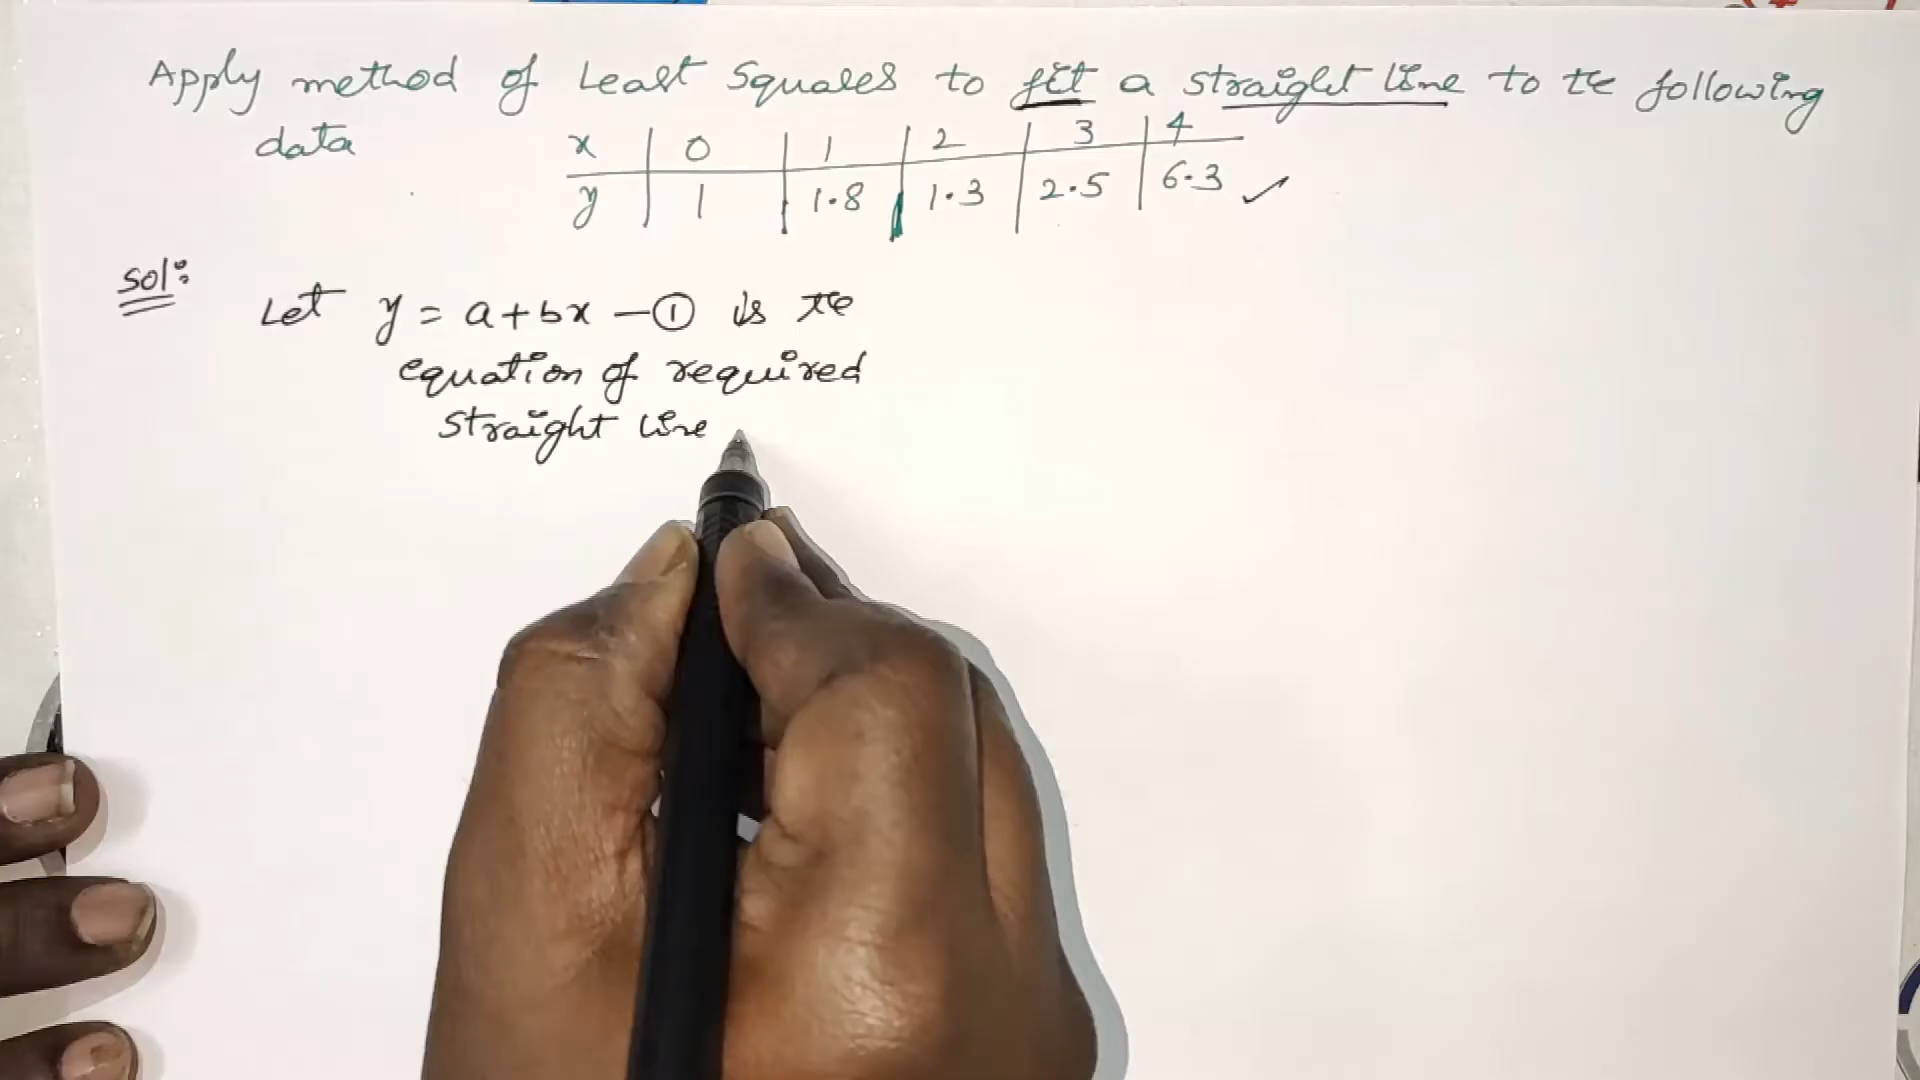 Apply method of Least Squares to fit a straight line to the following
data
x | 0 | 1 | 2 | 3 | 4
y | 1 | 1.8 | 1.3 | 2.5 | 6.3 ✓
Sol:
Let y = a+bx —① is the
equation of required
straight line